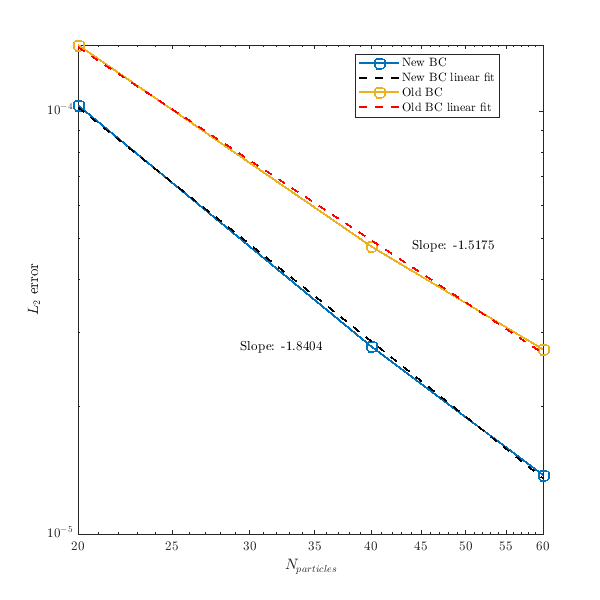 New BC
New BC linear fit
Old BC
Old BC linear fit
10⁻⁴
Slope: -1.5175
L₂ error
Slope: -1.8404
10⁻⁵
20 25 30 35 40 45 50 55 60
N_particles